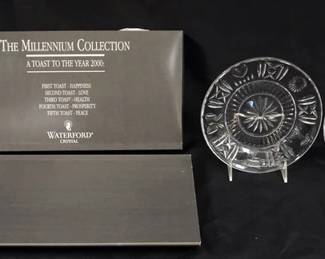 THE MILLENNIUM COLLECTION
A TOAST TO THE YEAR 2000:
FIRST TOAST - HAPPINESS
SECOND TOAST - LOVE
THIRD TOAST - HEALTH
FOURTH TOAST - PROSPERITY
FIFTH TOAST - PEACE
WATERFORD®
CRYSTAL